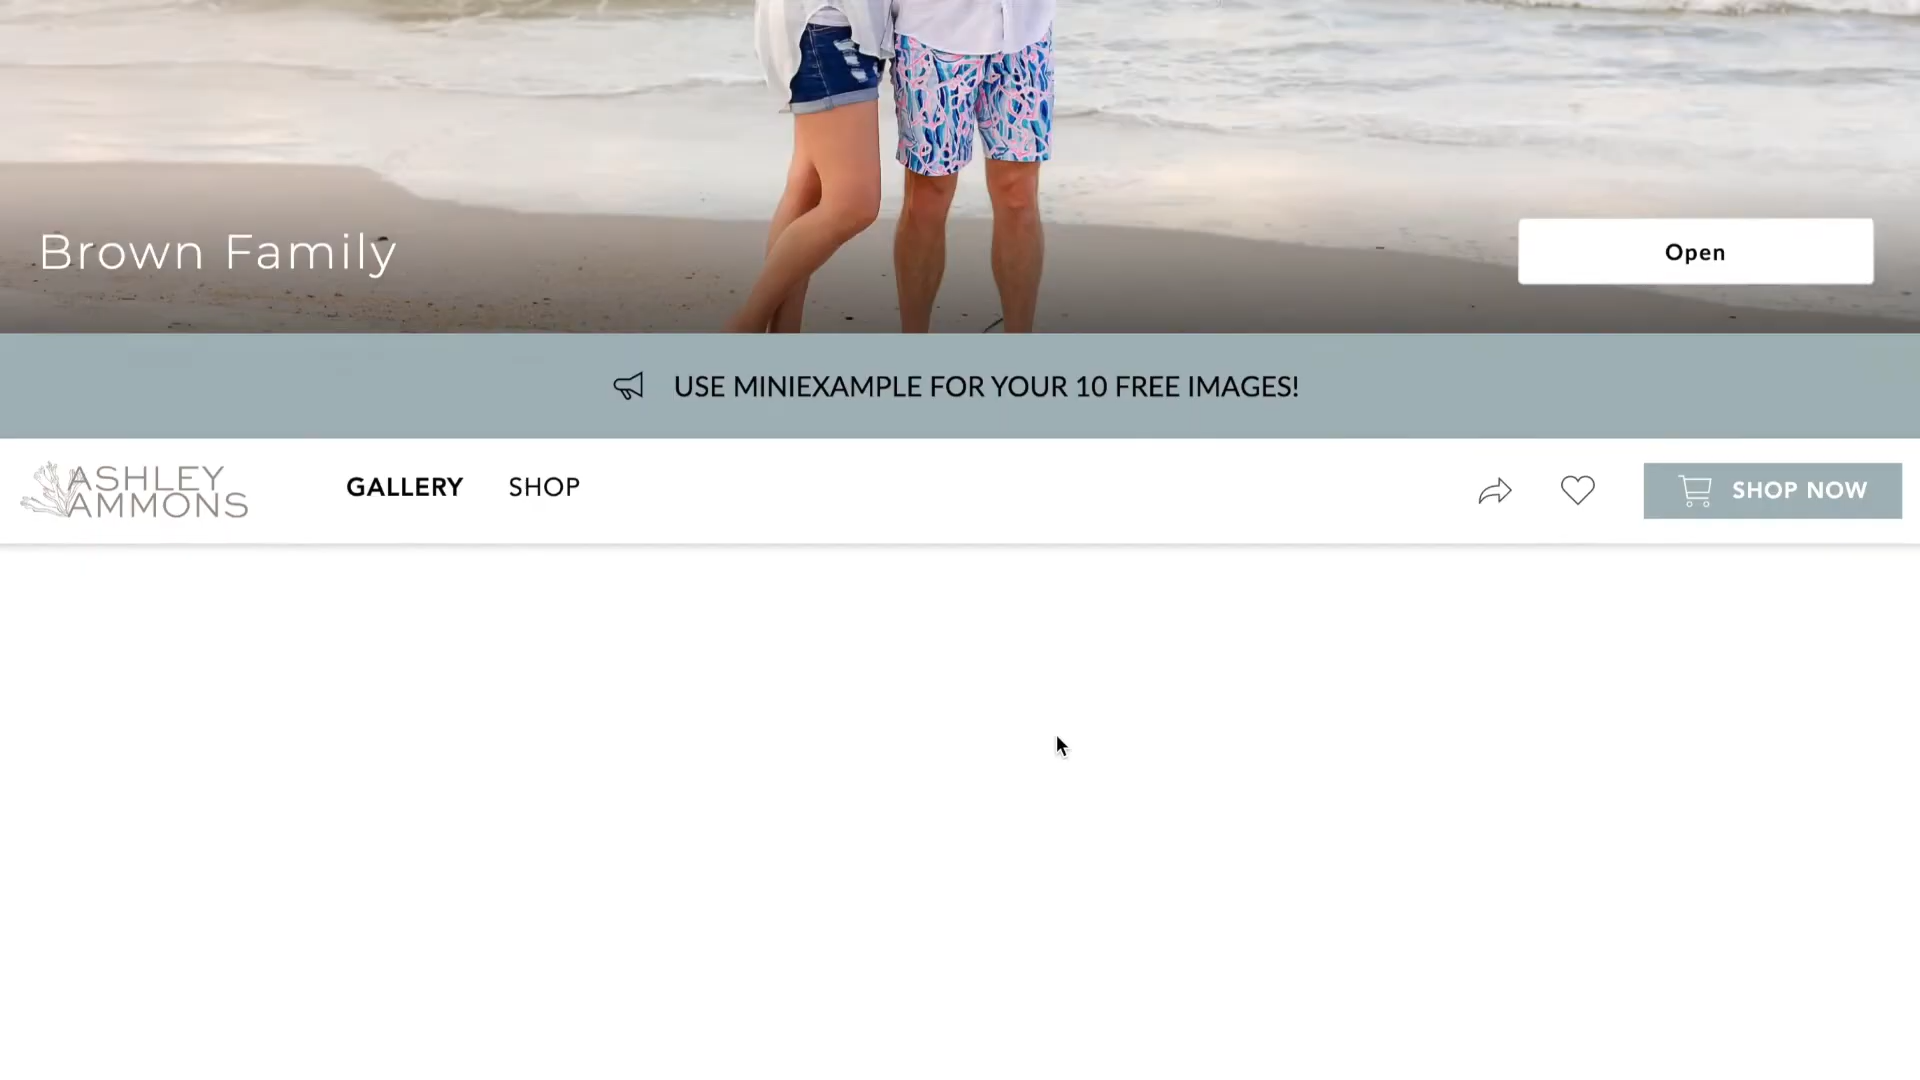 Brown Family
Open
USE MINIEXAMPLE FOR YOUR 10 FREE IMAGES!
ASHLEY
AMMONS
GALLERY
SHOP
SHOP NOW